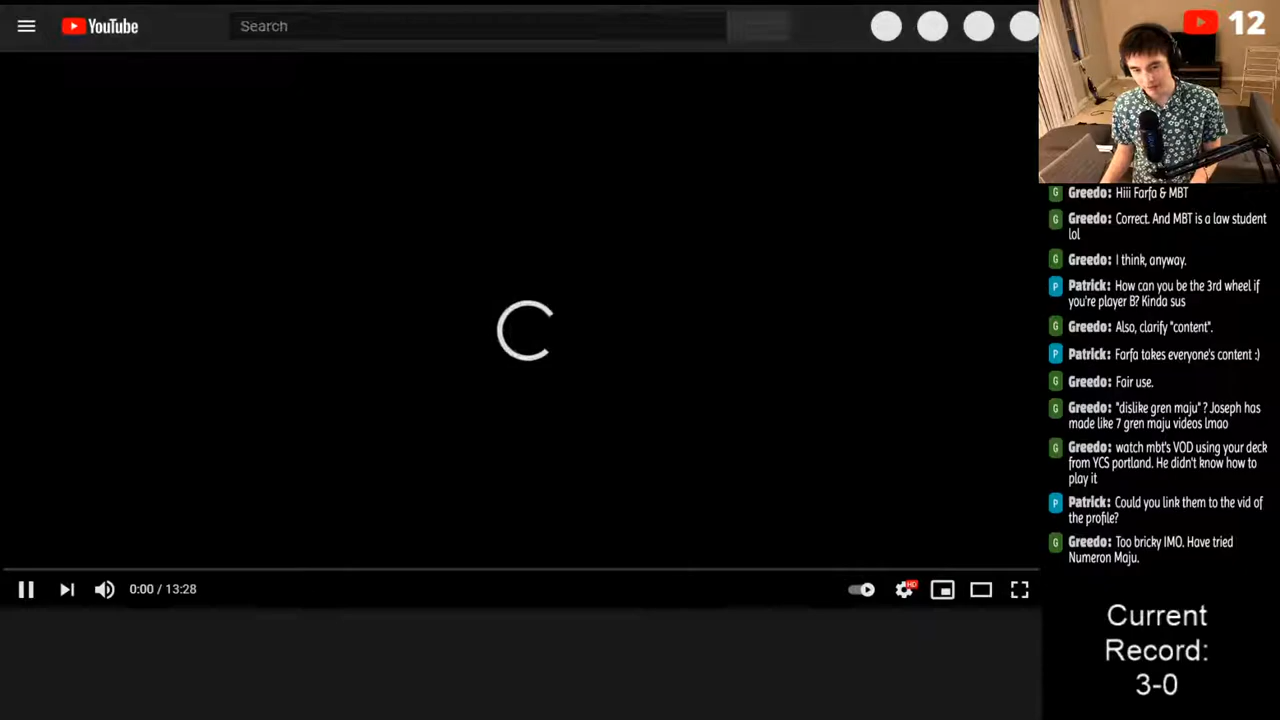 YouTube
Search
12
G Greedo: Hiii Farfa & MBT
G Greedo: Correct. And MBT is a law student
lol
G Greedo: I think, anyway.
P Patrick: How can you be the 3rd wheel if
you're player B? Kinda sus
G Greedo: Also, clarify "content".
P Patrick: Farfa takes everyone's content :)
G Greedo: Fair use.
G Greedo: "dislike gren maju" ? Joseph has
made like 7 gren maju videos lmao
G Greedo: watch mbt's VOD using your deck
from YCS portland. He didn't know how to
play it
P Patrick: Could you link them to the vid of
the profile?
G Greedo: Too bricky IMO. Have tried
Numeron Maju.
0:00 / 13:28
HD
Current
Record:
3-0